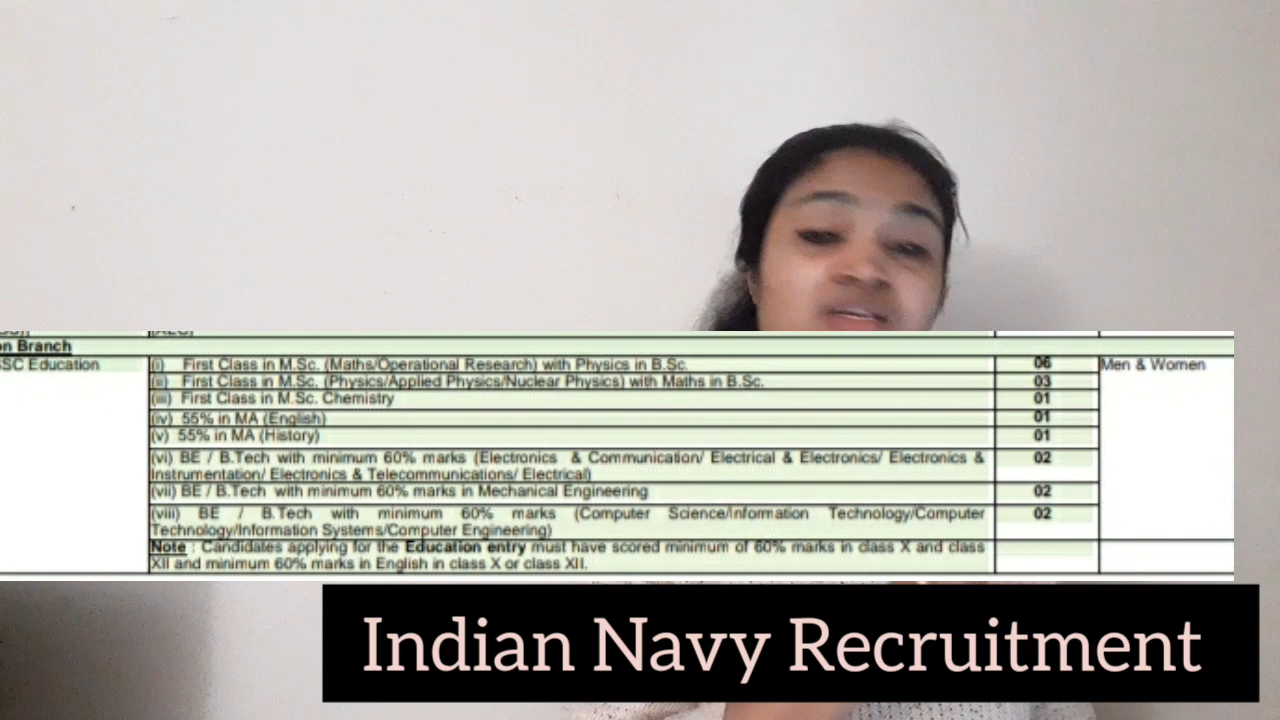 on Branch
SSC Education
(i) First Class in M.Sc. (Maths/Operational Research) with Physics in B.Sc.
06
Men & Women
(ii) First Class in M.Sc. (Physics/Applied Physics/Nuclear Physics) with Maths in B.Sc.
03
(iii) First Class in M.Sc. Chemistry
01
(iv) 55% in MA (English)
01
(v) 55% in MA (History)
01
(vi) BE / B.Tech with minimum 60% marks (Electronics & Communication/ Electrical & Electronics/ Electronics &
Instrumentation/ Electronics & Telecommunications/ Electrical)
02
(vii) BE / B.Tech with minimum 60% marks in Mechanical Engineering
02
(viii) BE / B.Tech with minimum 60% marks (Computer Science/Information Technology/Computer
Technology/Information Systems/Computer Engineering)
02
Note : Candidates applying for the Education entry must have scored minimum of 60% marks in class X and class
XII and minimum 60% marks in English in class X or class XII.
Indian Navy Recruitment